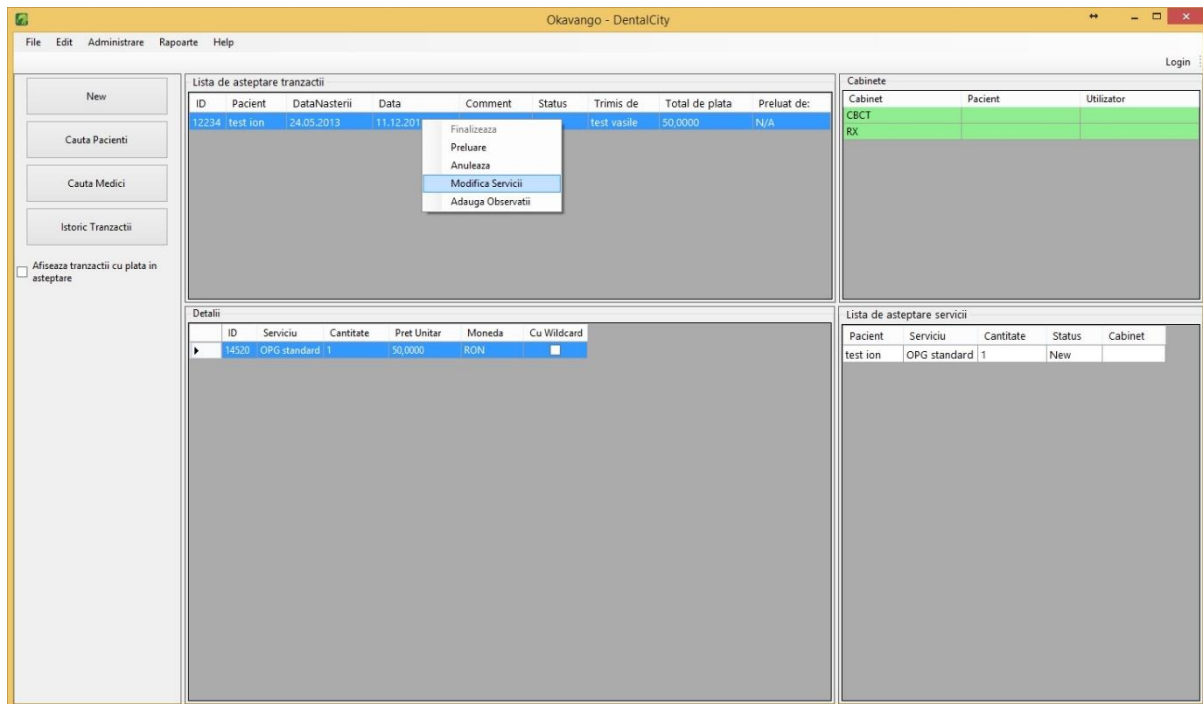 Okavango - DentalCity
File Edit Administrare Rapoarte Help
Login
New
Cauta Pacienti
Cauta Medici
Istoric Tranzactii
Afiseaza tranzactii cu plata in
asteptare
Lista de asteptare tranzactii
ID Pacient DataNasterii Data Comment Status Trimis de Total de plata Preluat de:
12234 test ion 24.05.2013 11.12.201 test vasile 50,0000 N/A
Finalizeaza
Preluare
Anuleaza
Modifica Servicii
Adauga Observatii
Cabinete
Cabinet Pacient Utilizator
CBCT
RX
Detalii
ID Serviciu Cantitate Pret Unitar Moneda Cu Wildcard
14520 OPG standard 1 50,0000 RON
Lista de asteptare servicii
Pacient Serviciu Cantitate Status Cabinet
test ion OPG standard 1 New